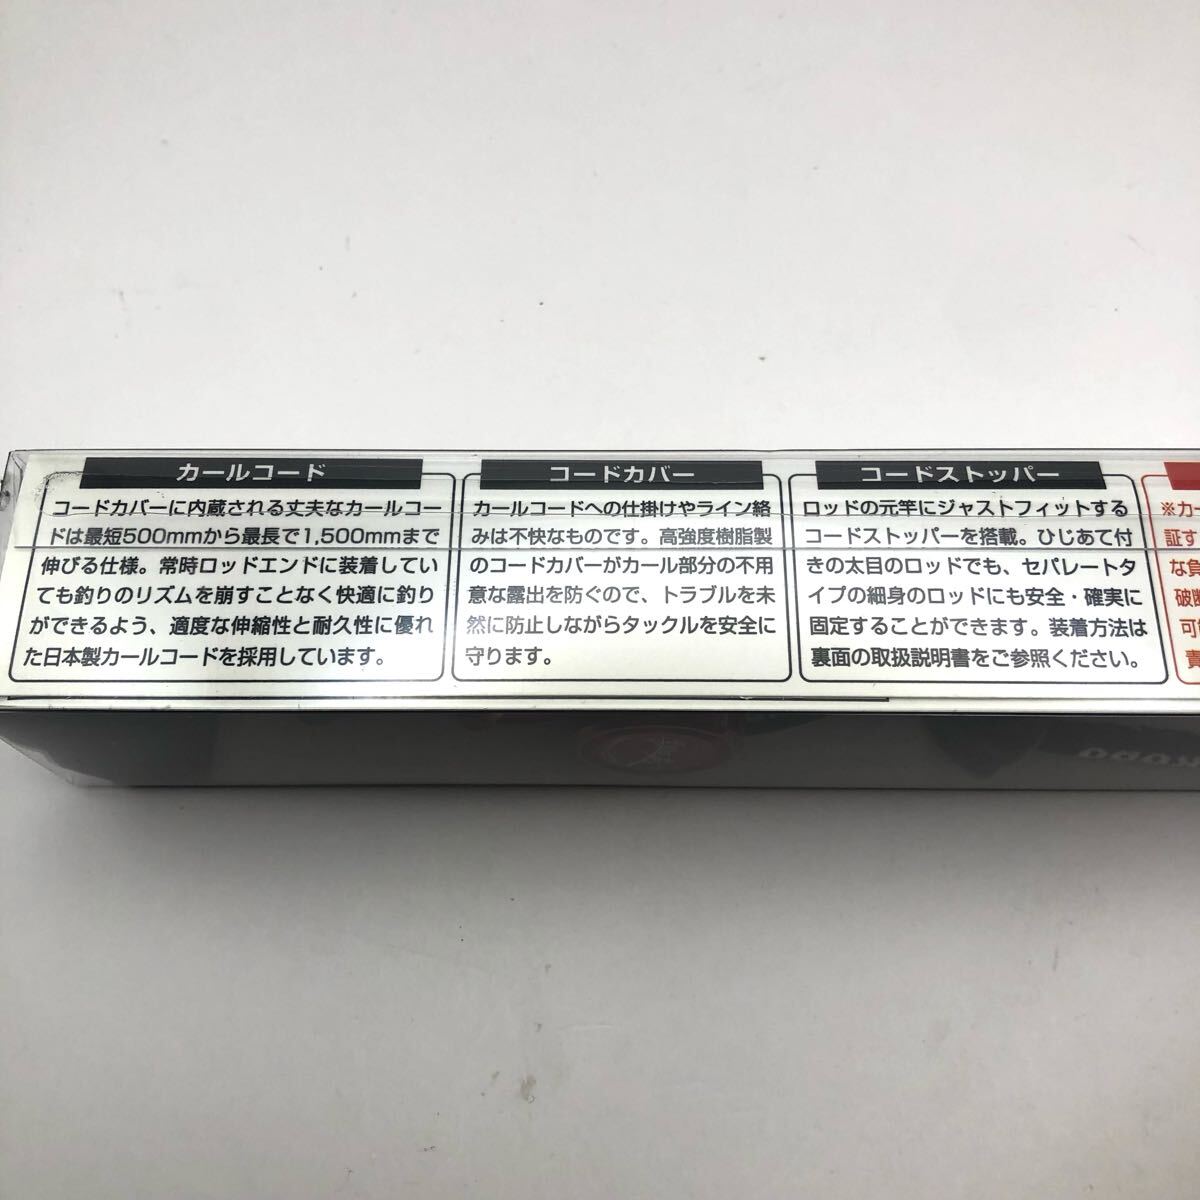 カールコード
コードカバーに内蔵される丈夫なカールコー
ドは最短500mmから最長で1,500mmまで
伸びる仕様。常時ロッドエンドに装着してい
ても釣りのリズムを崩すことなく快適に釣り
ができるよう、適度な伸縮性と耐久性に優れ
た日本製カールコードを採用しています。
コードカバー
カールコードへの仕掛けやライン絡
みは不快なものです。高強度樹脂製
のコードカバーがカール部分の不用
意な露出を防ぐので、トラブルを未
然に防止しながらタックルを安全に
守ります。
コードストッパー
ロッドの元竿にジャストフィットする
コードストッパーを搭載。ひじあて付
きの太目のロッドでも、セパレートタ
イプの細身のロッドにも安全・確実に
固定することができます。装着方法は
裏面の取扱説明書をご参照ください。
※カー
証す
な負
破断
可
責